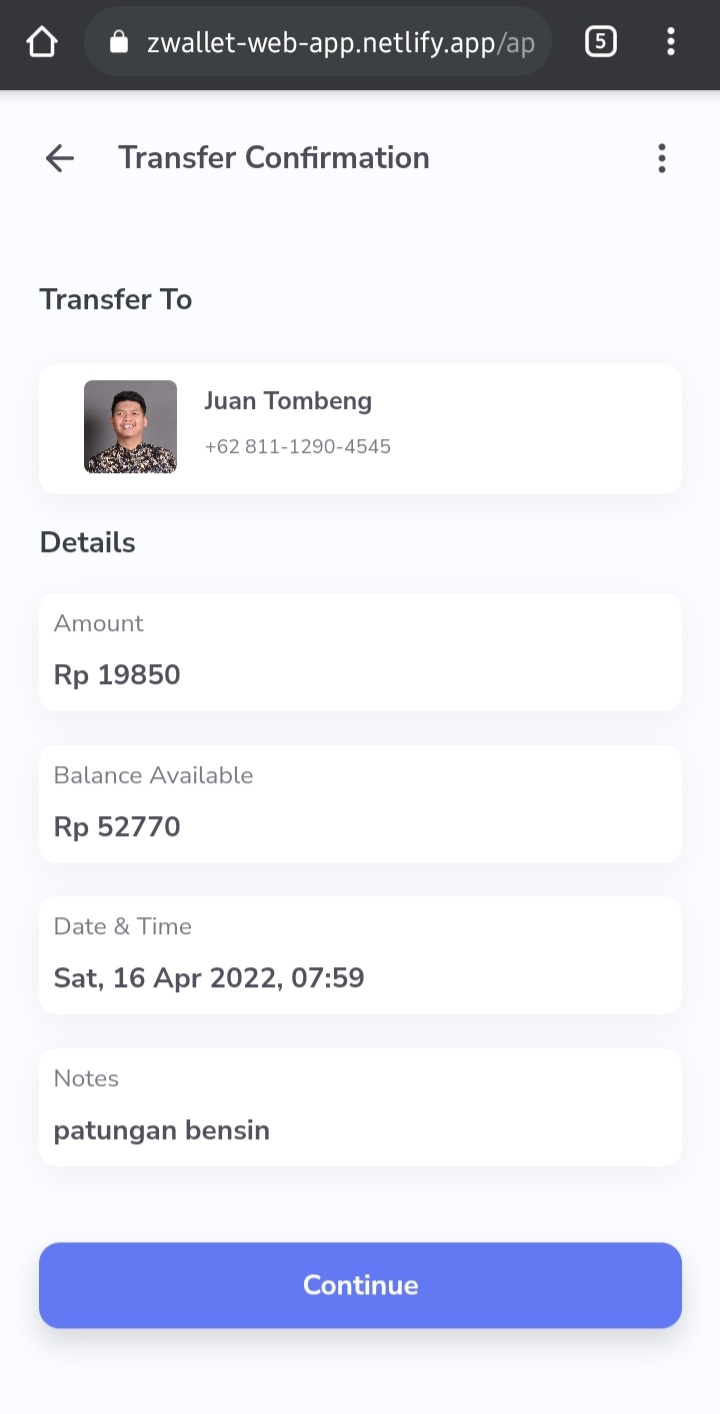 zwallet-web-app.netlify.app/ap
5
Transfer Confirmation
Transfer To
Juan Tombeng
+62 811-1290-4545
Details
Amount
Rp 19850
Balance Available
Rp 52770
Date & Time
Sat, 16 Apr 2022, 07:59
Notes
patungan bensin
Continue